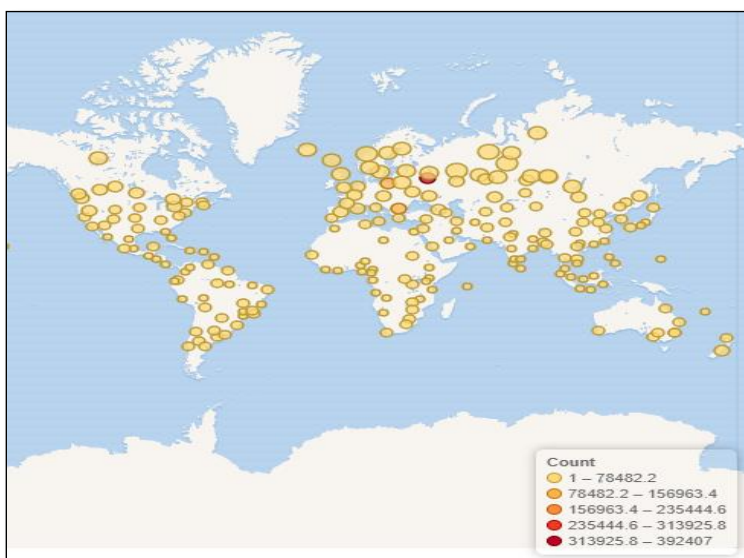 Count
1 – 78482.2
78482.2 – 156963.4
156963.4 – 235444.6
235444.6 – 313925.8
313925.8 – 392407